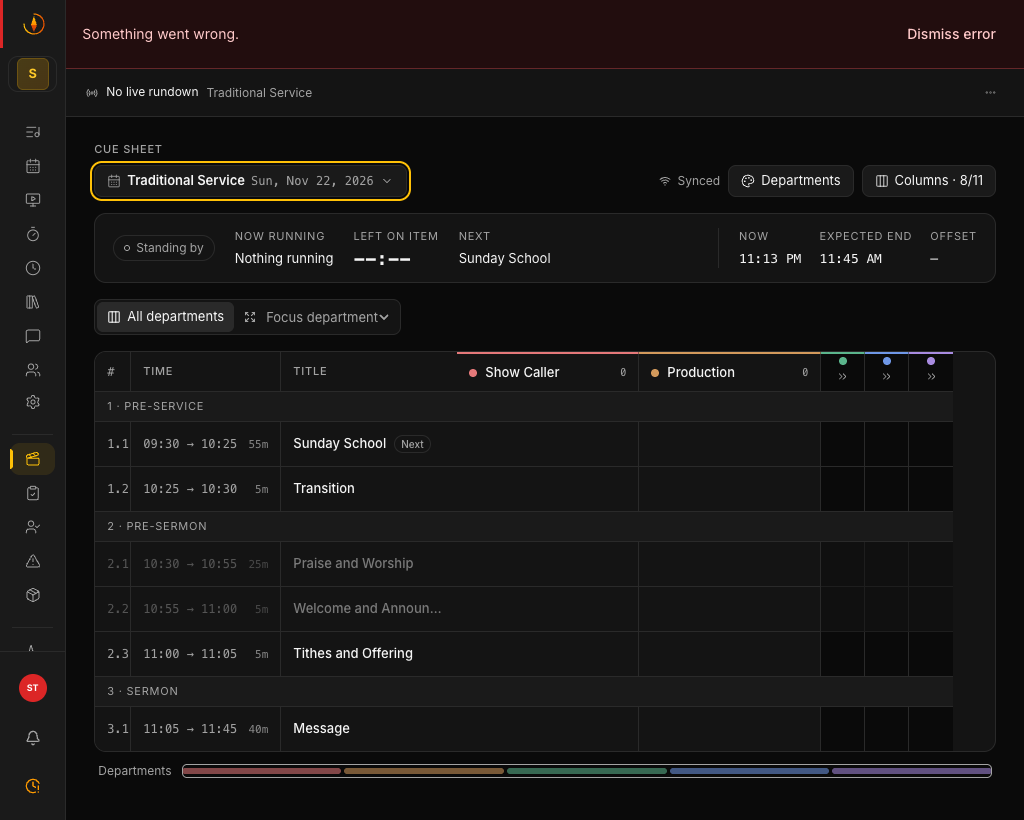 Something went wrong.
Dismiss error
S
No live rundown Traditional Service
CUE SHEET
Traditional Service Sun, Nov 22, 2026
Synced
Departments
Columns · 8/11
Standing by
NOW RUNNING
Nothing running
LEFT ON ITEM
——:——
NEXT
Sunday School
NOW
11:13 PM
EXPECTED END
11:45 AM
OFFSET
—
All departments
Focus department
# TIME TITLE Show Caller 0 Production 0
1 · PRE-SERVICE
1.1 09:30 → 10:25 55m Sunday School Next
1.2 10:25 → 10:30 5m Transition
2 · PRE-SERMON
2.1 10:30 → 10:55 25m Praise and Worship
2.2 10:55 → 11:00 5m Welcome and Announ...
2.3 11:00 → 11:05 5m Tithes and Offering
3 · SERMON
3.1 11:05 → 11:45 40m Message
ST
Departments